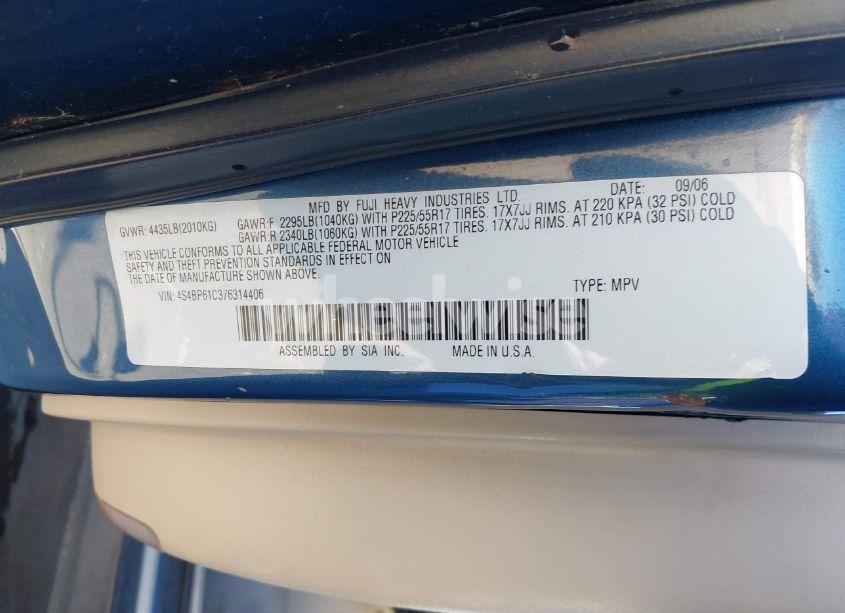 MFD BY FUJI HEAVY INDUSTRIES LTD. DATE: 09/06
GVWR: 4435LB(2010KG) GAWR:F 2295LB(1040KG) WITH P225/55R17 TIRES. 17X7JJ RIMS. AT 220 KPA (32 PSI) COLD
GAWR:R 2340LB(1060KG) WITH P225/55R17 TIRES. 17X7JJ RIMS. AT 210 KPA (30 PSI) COLD
THIS VEHICLE CONFORMS TO ALL APPLICABLE FEDERAL MOTOR VEHICLE
SAFETY AND THEFT PREVENTION STANDARDS IN EFFECT ON
THE DATE OF MANUFACTURE SHOWN ABOVE.
VIN: 4S4BP61C376314406 TYPE: MPV
wheelwise
ASSEMBLED BY SIA INC. MADE IN U.S.A.